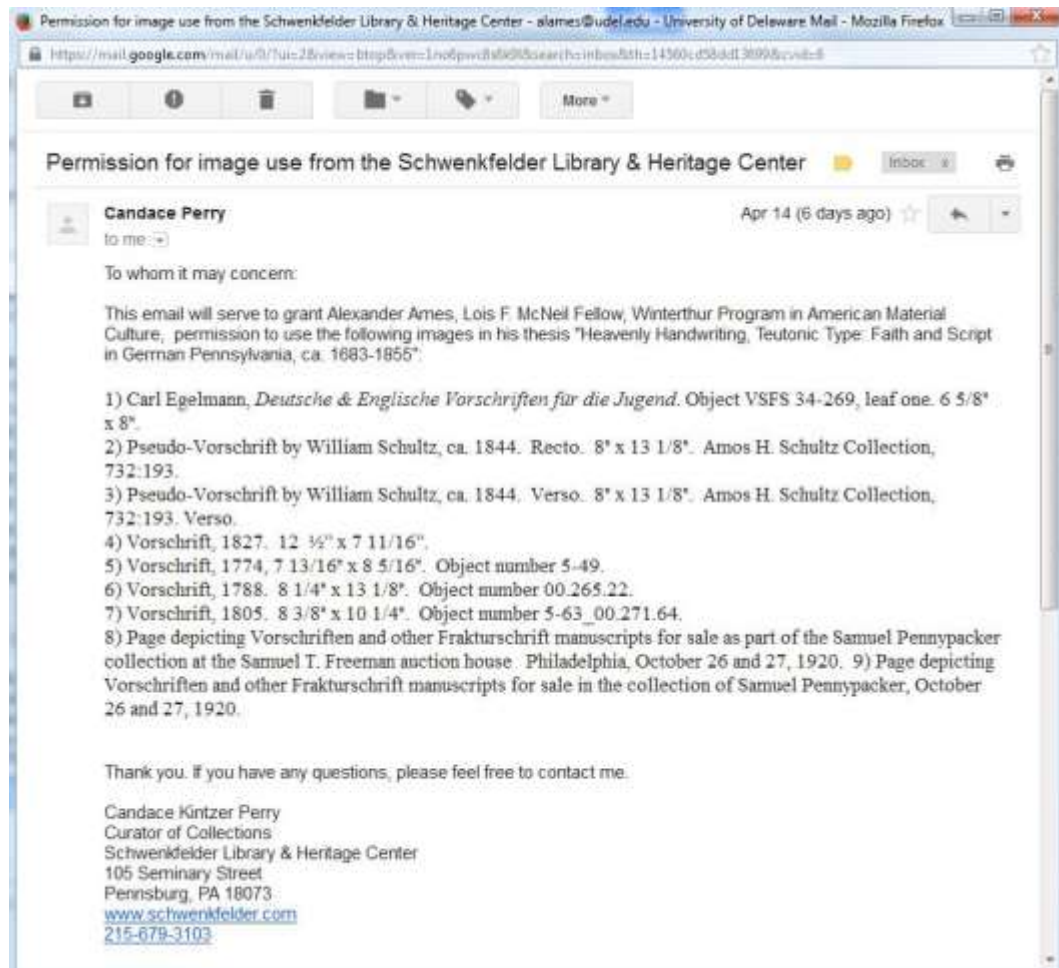 Permission for image use from the Schwenkfelder Library & Heritage Center - alames@udel.edu - University of Delaware Mail - Mozilla Firefox
More
Permission for image use from the Schwenkfelder Library & Heritage Center Inbox x
Candace Perry Apr 14 (6 days ago)
to me
To whom it may concern:
This email will serve to grant Alexander Ames, Lois F. McNeil Fellow, Winterthur Program in American Material
Culture, permission to use the following images in his thesis "Heavenly Handwriting, Teutonic Type: Faith and Script
in German Pennsylvania, ca. 1683-1855":
1) Carl Egelmann, Deutsche & Englische Vorschriften für die Jugend. Object VSFS 34-269, leaf one. 6 5/8"
x 8".
2) Pseudo-Vorschrift by William Schultz, ca. 1844. Recto. 8" x 13 1/8". Amos H. Schultz Collection,
732:193.
3) Pseudo-Vorschrift by William Schultz, ca. 1844. Verso. 8" x 13 1/8". Amos H. Schultz Collection,
732:193. Verso.
4) Vorschrift, 1827. 12 ½" x 7 11/16".
5) Vorschrift, 1774, 7 13/16" x 8 5/16". Object number 5-49.
6) Vorschrift, 1788. 8 1/4" x 13 1/8". Object number 00.265.22.
7) Vorschrift, 1805. 8 3/8" x 10 1/4". Object number 5-63_00.271.64.
8) Page depicting Vorschriften and other Frakturschrift manuscripts for sale as part of the Samuel Pennypacker
collection at the Samuel T. Freeman auction house Philadelphia, October 26 and 27, 1920. 9) Page depicting
Vorschriften and other Frakturschrift manuscripts for sale in the collection of Samuel Pennypacker, October
26 and 27, 1920.
Thank you. If you have any questions, please feel free to contact me.
Candace Kintzer Perry
Curator of Collections
Schwenkfelder Library & Heritage Center
105 Seminary Street
Pennsburg, PA 18073
www.schwenkfelder.com
215-679-3103